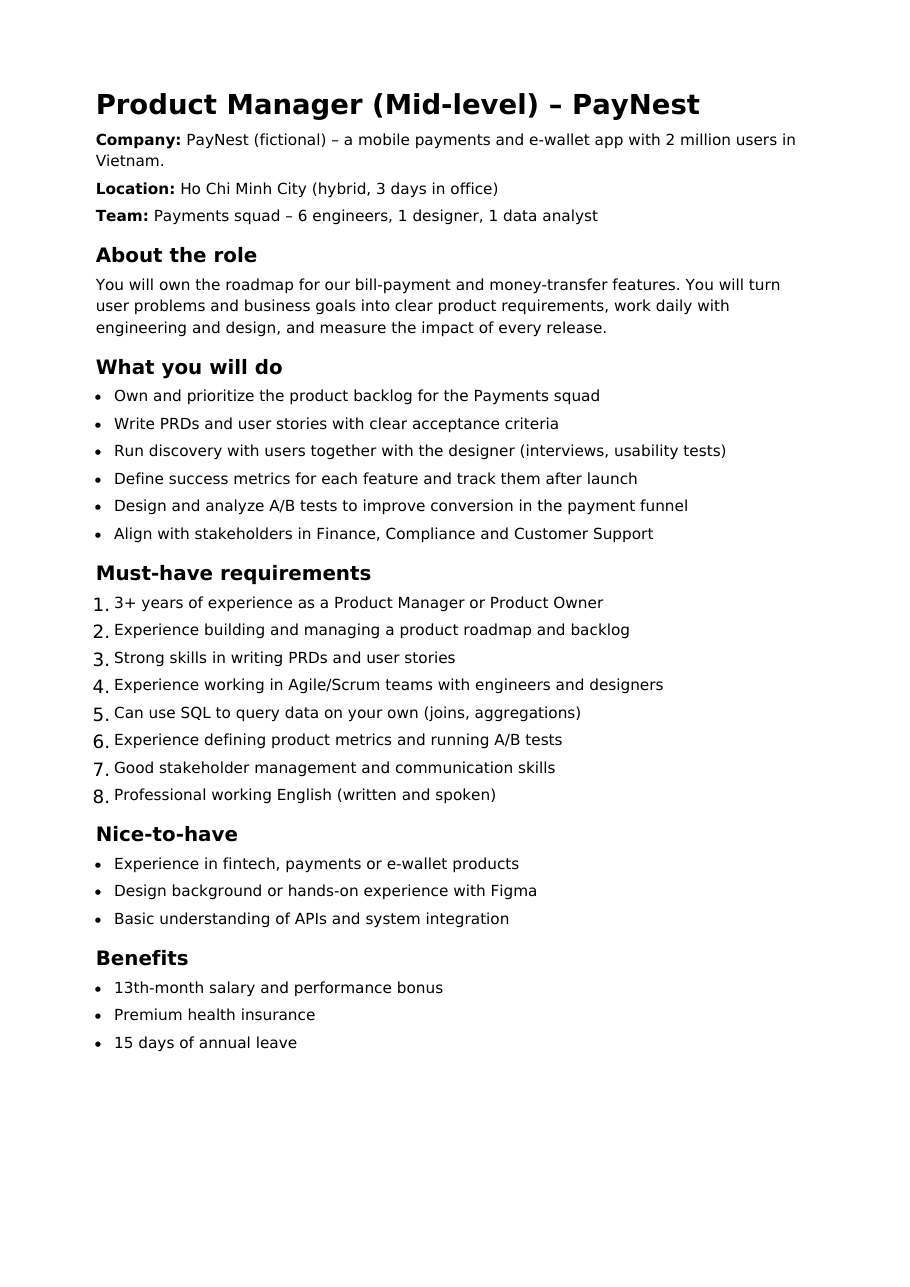 Product Manager (Mid-level) – PayNest
Company: PayNest (fictional) – a mobile payments and e-wallet app with 2 million users in
Vietnam.
Location: Ho Chi Minh City (hybrid, 3 days in office)
Team: Payments squad – 6 engineers, 1 designer, 1 data analyst
About the role
You will own the roadmap for our bill-payment and money-transfer features. You will turn
user problems and business goals into clear product requirements, work daily with
engineering and design, and measure the impact of every release.
What you will do
• Own and prioritize the product backlog for the Payments squad
• Write PRDs and user stories with clear acceptance criteria
• Run discovery with users together with the designer (interviews, usability tests)
• Define success metrics for each feature and track them after launch
• Design and analyze A/B tests to improve conversion in the payment funnel
• Align with stakeholders in Finance, Compliance and Customer Support
Must-have requirements
1. 3+ years of experience as a Product Manager or Product Owner
2. Experience building and managing a product roadmap and backlog
3. Strong skills in writing PRDs and user stories
4. Experience working in Agile/Scrum teams with engineers and designers
5. Can use SQL to query data on your own (joins, aggregations)
6. Experience defining product metrics and running A/B tests
7. Good stakeholder management and communication skills
8. Professional working English (written and spoken)
Nice-to-have
• Experience in fintech, payments or e-wallet products
• Design background or hands-on experience with Figma
• Basic understanding of APIs and system integration
Benefits
• 13th-month salary and performance bonus
• Premium health insurance
• 15 days of annual leave